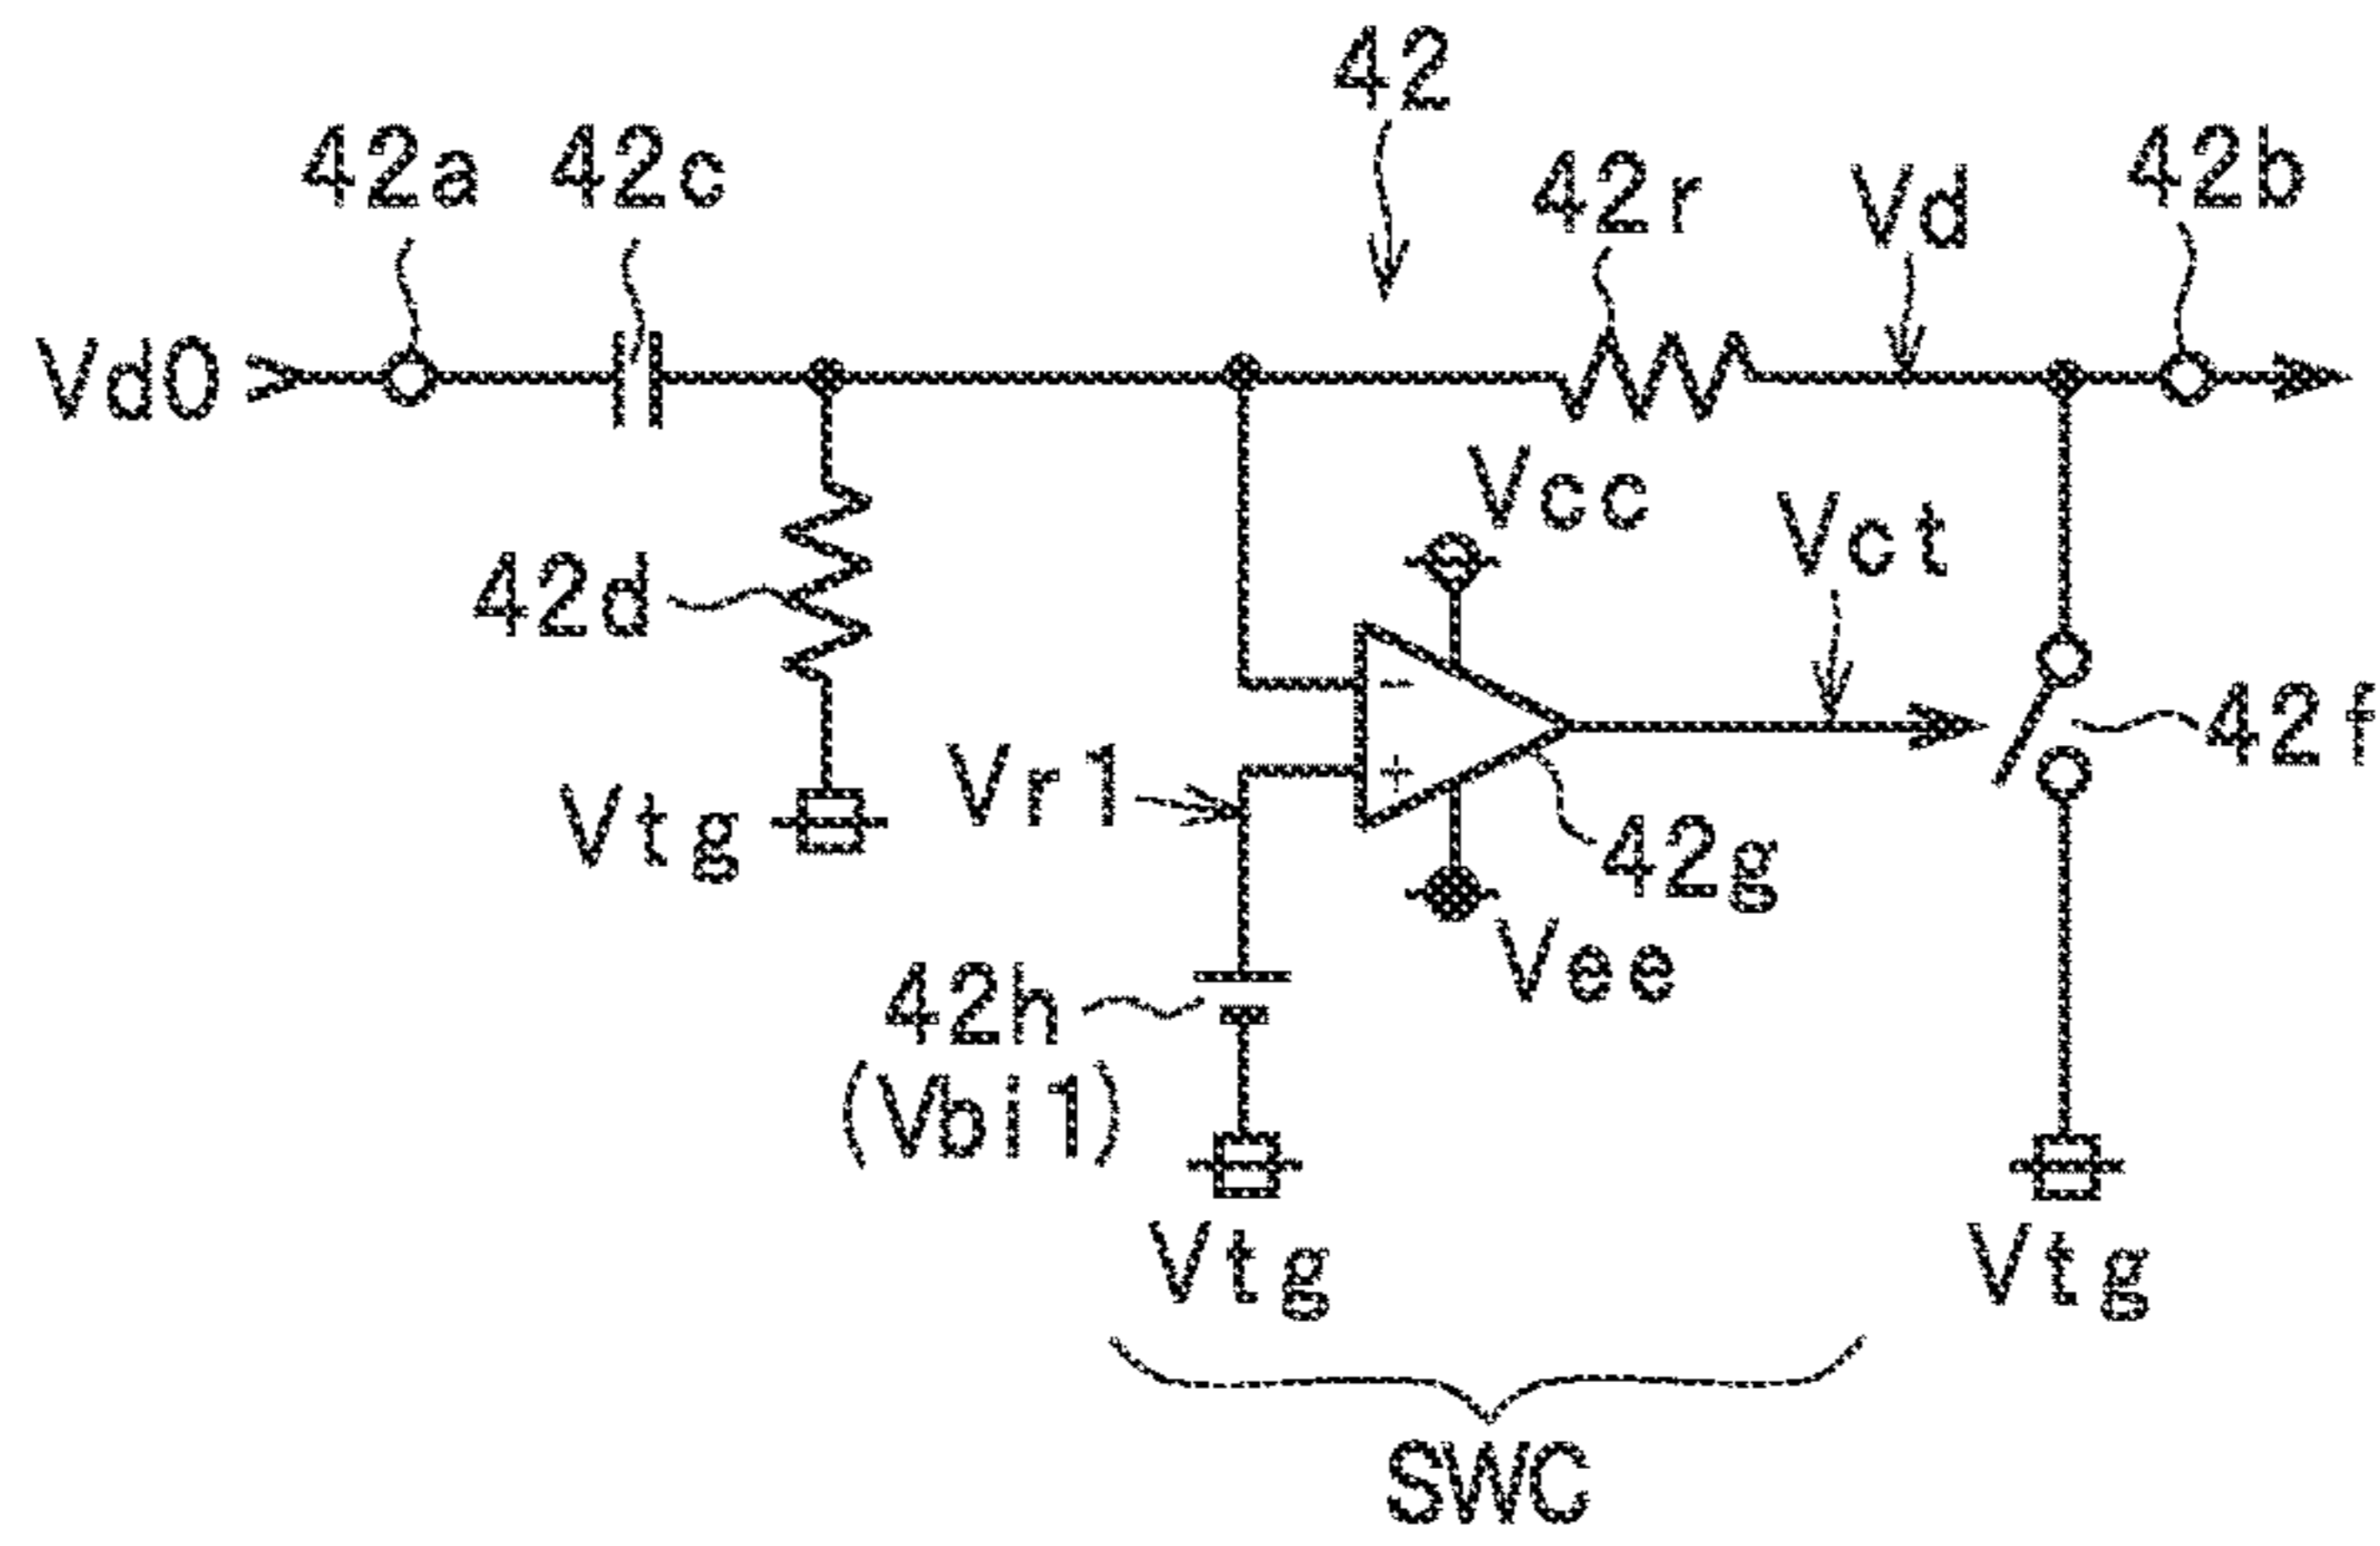 42
42a
42c
42r
Vd
42b
Vd0
Vcc
Vct
42d
-
42f
Vtg
Vr1
+
42g
Vee
42h
(Vbi1)
Vtg
Vtg
SWC